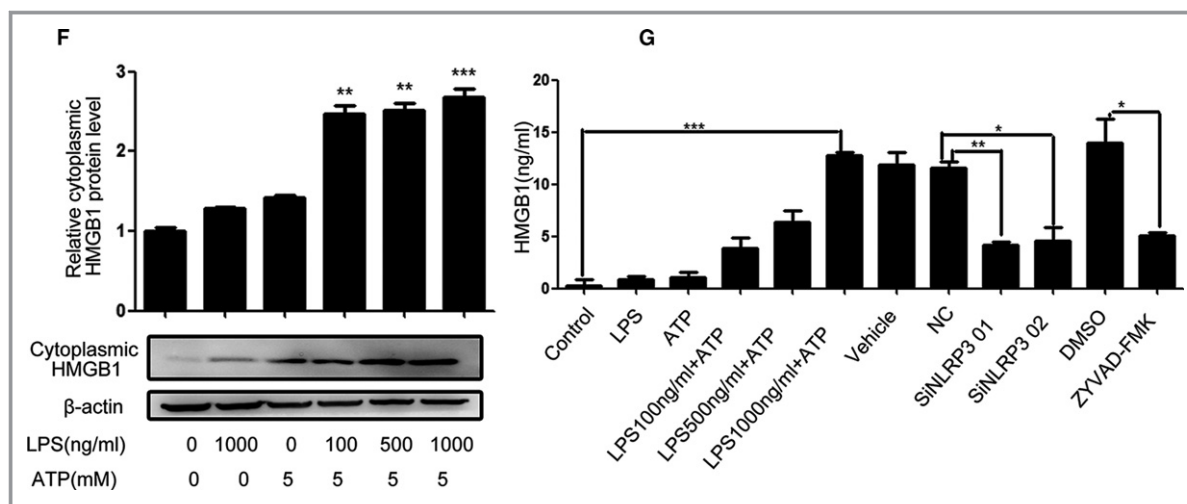 F
Relative cytoplasmic
HMGB1 protein level
3
2
1
0
**
**
***
Cytoplasmic
HMGB1
β-actin
LPS(ng/ml) 0 1000 0 100 500 1000
ATP(mM) 0 0 5 5 5 5
G
HMGB1(ng/ml)
20
15
10
5
0
***
*
**
*
Control
LPS
ATP
LPS100ng/ml+ATP
LPS500ng/ml+ATP
LPS1000ng/ml+ATP
Vehicle
NC
SiNLRP3 01
SiNLRP3 02
DMSO
ZYVAD-FMK